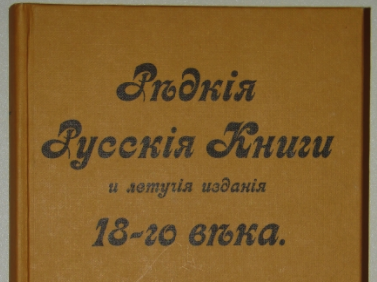 Рѣдкія
Русскія Книги
и летучія изданія
18-го вѣка.